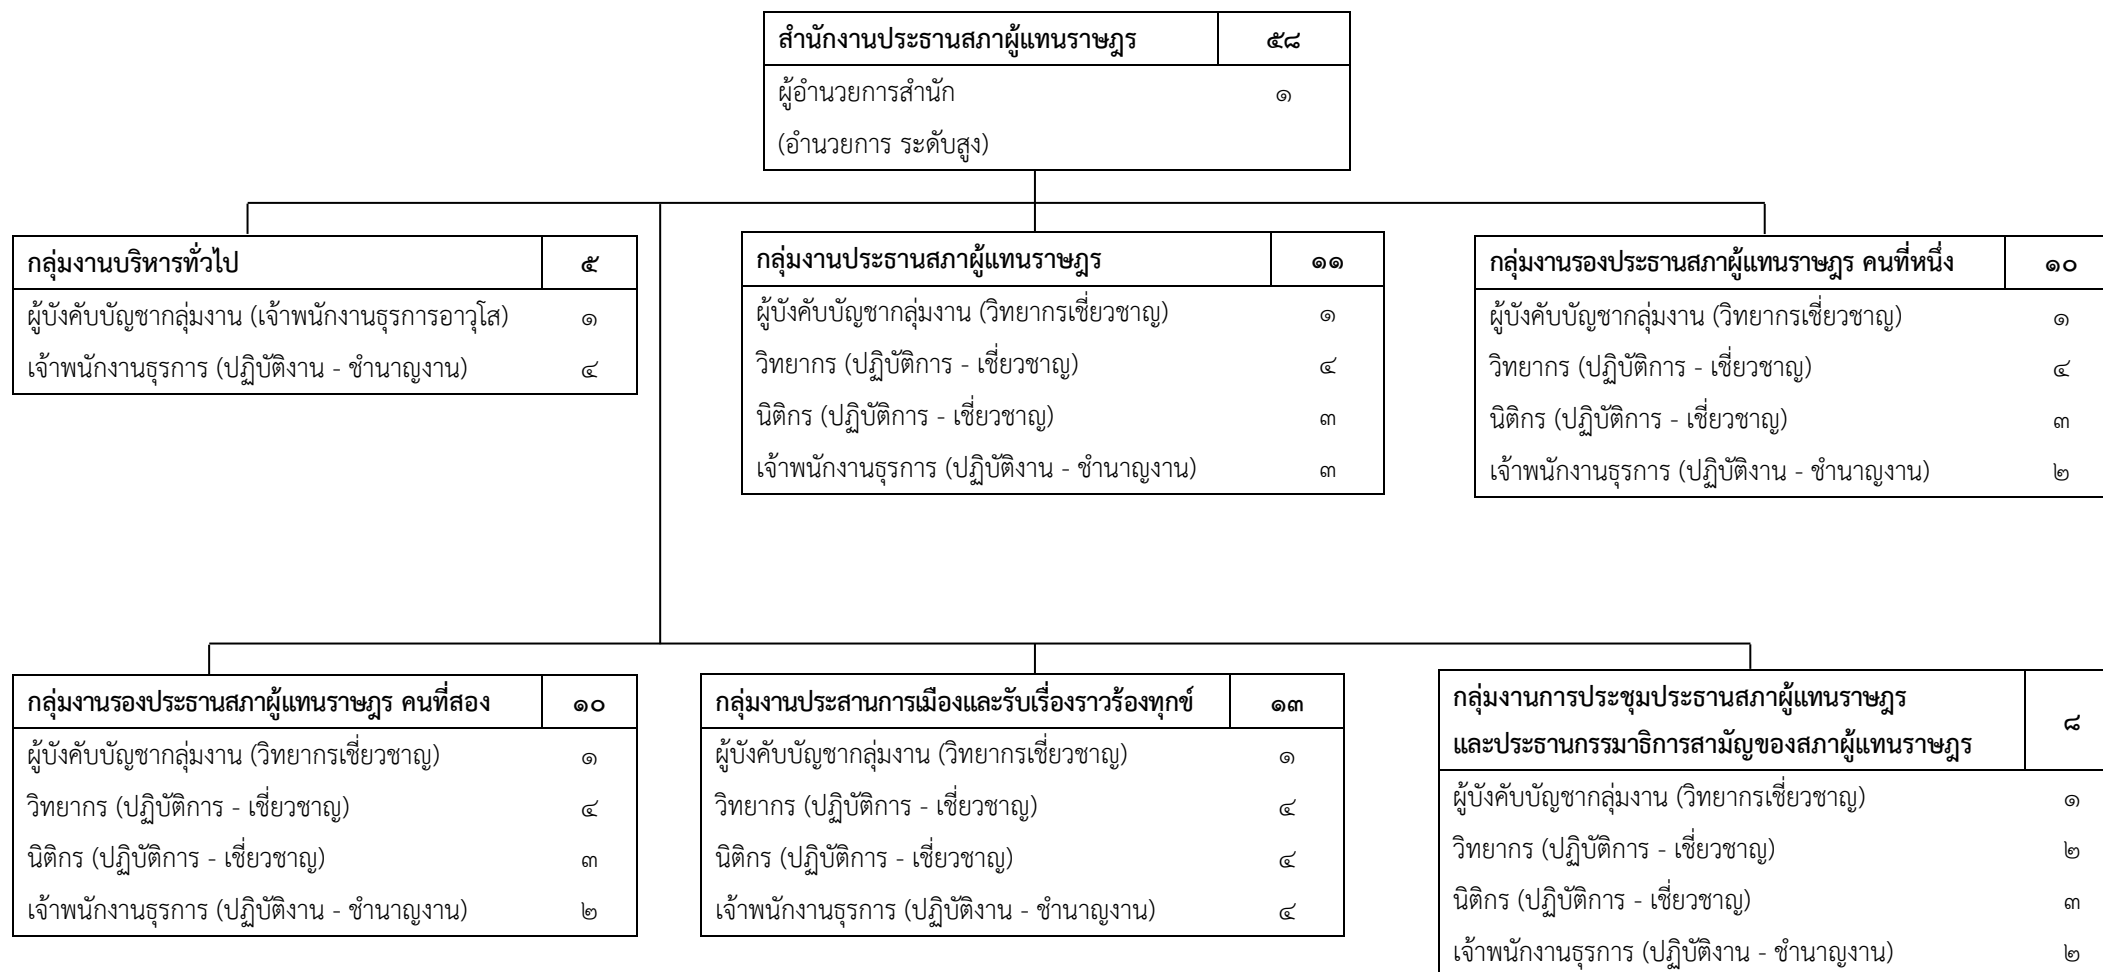 สำนักงานประธานสภาผู้แทนราษฎร ๕๘
ผู้อำนวยการสำนัก ๑
(อำนวยการ ระดับสูง)
กลุ่มงานบริหารทั่วไป ๕
ผู้บังคับบัญชากลุ่มงาน (เจ้าพนักงานธุรการอาวุโส) ๑
เจ้าพนักงานธุรการ (ปฏิบัติงาน - ชำนาญงาน) ๔
กลุ่มงานประธานสภาผู้แทนราษฎร ๑๑
ผู้บังคับบัญชากลุ่มงาน (วิทยากรเชี่ยวชาญ) ๑
วิทยากร (ปฏิบัติการ - เชี่ยวชาญ) ๔
นิติกร (ปฏิบัติการ - เชี่ยวชาญ) ๓
เจ้าพนักงานธุรการ (ปฏิบัติงาน - ชำนาญงาน) ๓
กลุ่มงานรองประธานสภาผู้แทนราษฎร คนที่หนึ่ง ๑๐
ผู้บังคับบัญชากลุ่มงาน (วิทยากรเชี่ยวชาญ) ๑
วิทยากร (ปฏิบัติการ - เชี่ยวชาญ) ๔
นิติกร (ปฏิบัติการ - เชี่ยวชาญ) ๓
เจ้าพนักงานธุรการ (ปฏิบัติงาน - ชำนาญงาน) ๒
กลุ่มงานรองประธานสภาผู้แทนราษฎร คนที่สอง ๑๐
ผู้บังคับบัญชากลุ่มงาน (วิทยากรเชี่ยวชาญ) ๑
วิทยากร (ปฏิบัติการ - เชี่ยวชาญ) ๔
นิติกร (ปฏิบัติการ - เชี่ยวชาญ) ๓
เจ้าพนักงานธุรการ (ปฏิบัติงาน - ชำนาญงาน) ๒
กลุ่มงานประสานการเมืองและรับเรื่องราวร้องทุกข์ ๑๓
ผู้บังคับบัญชากลุ่มงาน (วิทยากรเชี่ยวชาญ) ๑
วิทยากร (ปฏิบัติการ - เชี่ยวชาญ) ๔
นิติกร (ปฏิบัติการ - เชี่ยวชาญ) ๔
เจ้าพนักงานธุรการ (ปฏิบัติงาน - ชำนาญงาน) ๔
กลุ่มงานการประชุมประธานสภาผู้แทนราษฎร
และประธานกรรมาธิการสามัญของสภาผู้แทนราษฎร ๘
ผู้บังคับบัญชากลุ่มงาน (วิทยากรเชี่ยวชาญ) ๑
วิทยากร (ปฏิบัติการ - เชี่ยวชาญ) ๒
นิติกร (ปฏิบัติการ - เชี่ยวชาญ) ๓
เจ้าพนักงานธุรการ (ปฏิบัติงาน - ชำนาญงาน) ๒